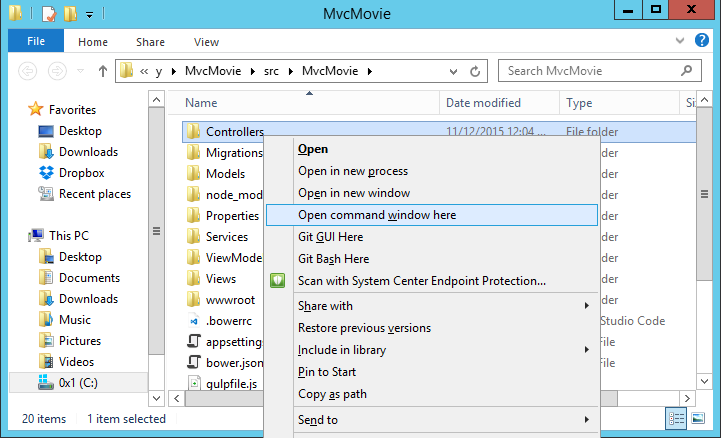 MvcMovie
File Home Share View
« y MvcMovie src MvcMovie
Search MvcMovie
Name Date modified Type Si
Favorites
Desktop
Downloads
Dropbox
Recent places
This PC
Desktop
Documents
Downloads
Music
Pictures
Videos
0x1 (C:)
Controllers 11/12/2015 12:04 ... File folder
Migrations
Models
node_mod
Properties
Services
ViewMode
Views
wwwroot
.bowerrc
appsetting
bower.json
gulpfile.js
Open
Open in new process
Open in new window
Open command window here
Git GUI Here
Git Bash Here
Scan with System Center Endpoint Protection...
Share with
Restore previous versions
Include in library
Pin to Start
Copy as path
Send to
older
older
older
older
older
older
older
older
Studio Code
File
File
20 items 1 item selected